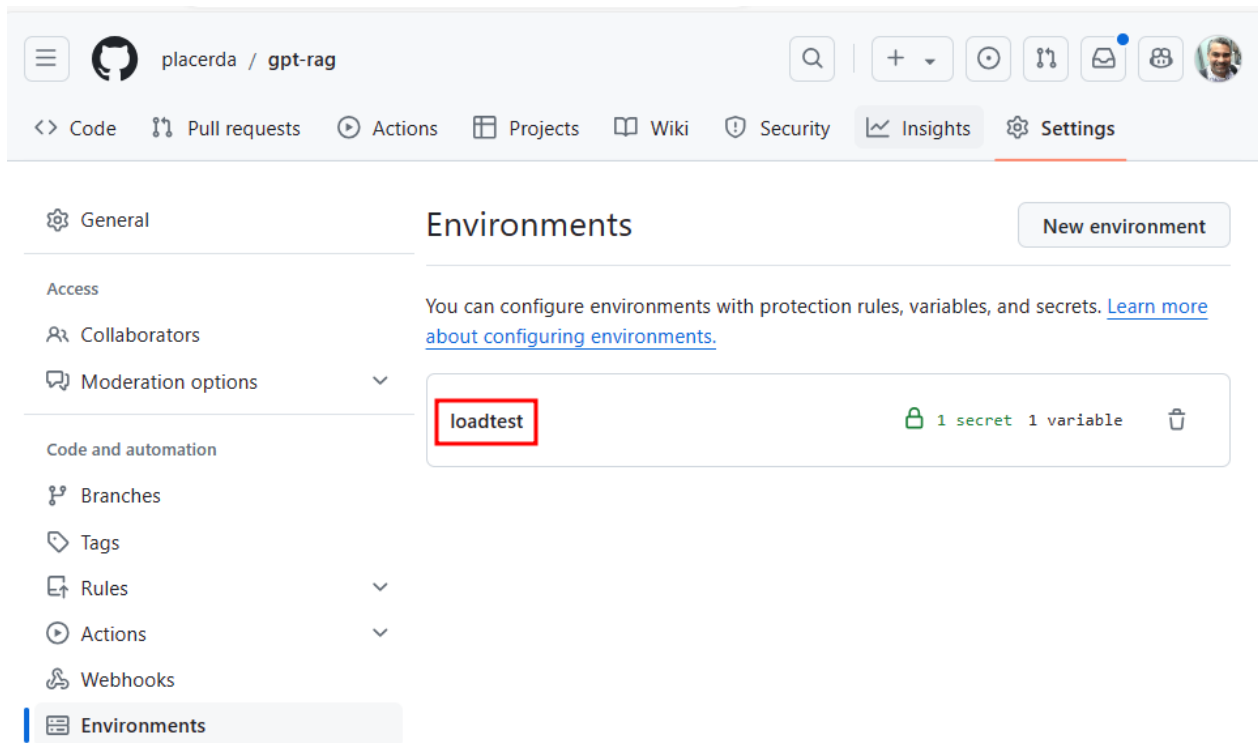 placerda / gpt-rag
Code Pull requests Actions Projects Wiki Security Insights Settings
General
Access
Collaborators
Moderation options
Code and automation
Branches
Tags
Rules
Actions
Webhooks
Environments
Environments New environment
You can configure environments with protection rules, variables, and secrets. Learn more
about configuring environments.
loadtest 1 secret 1 variable